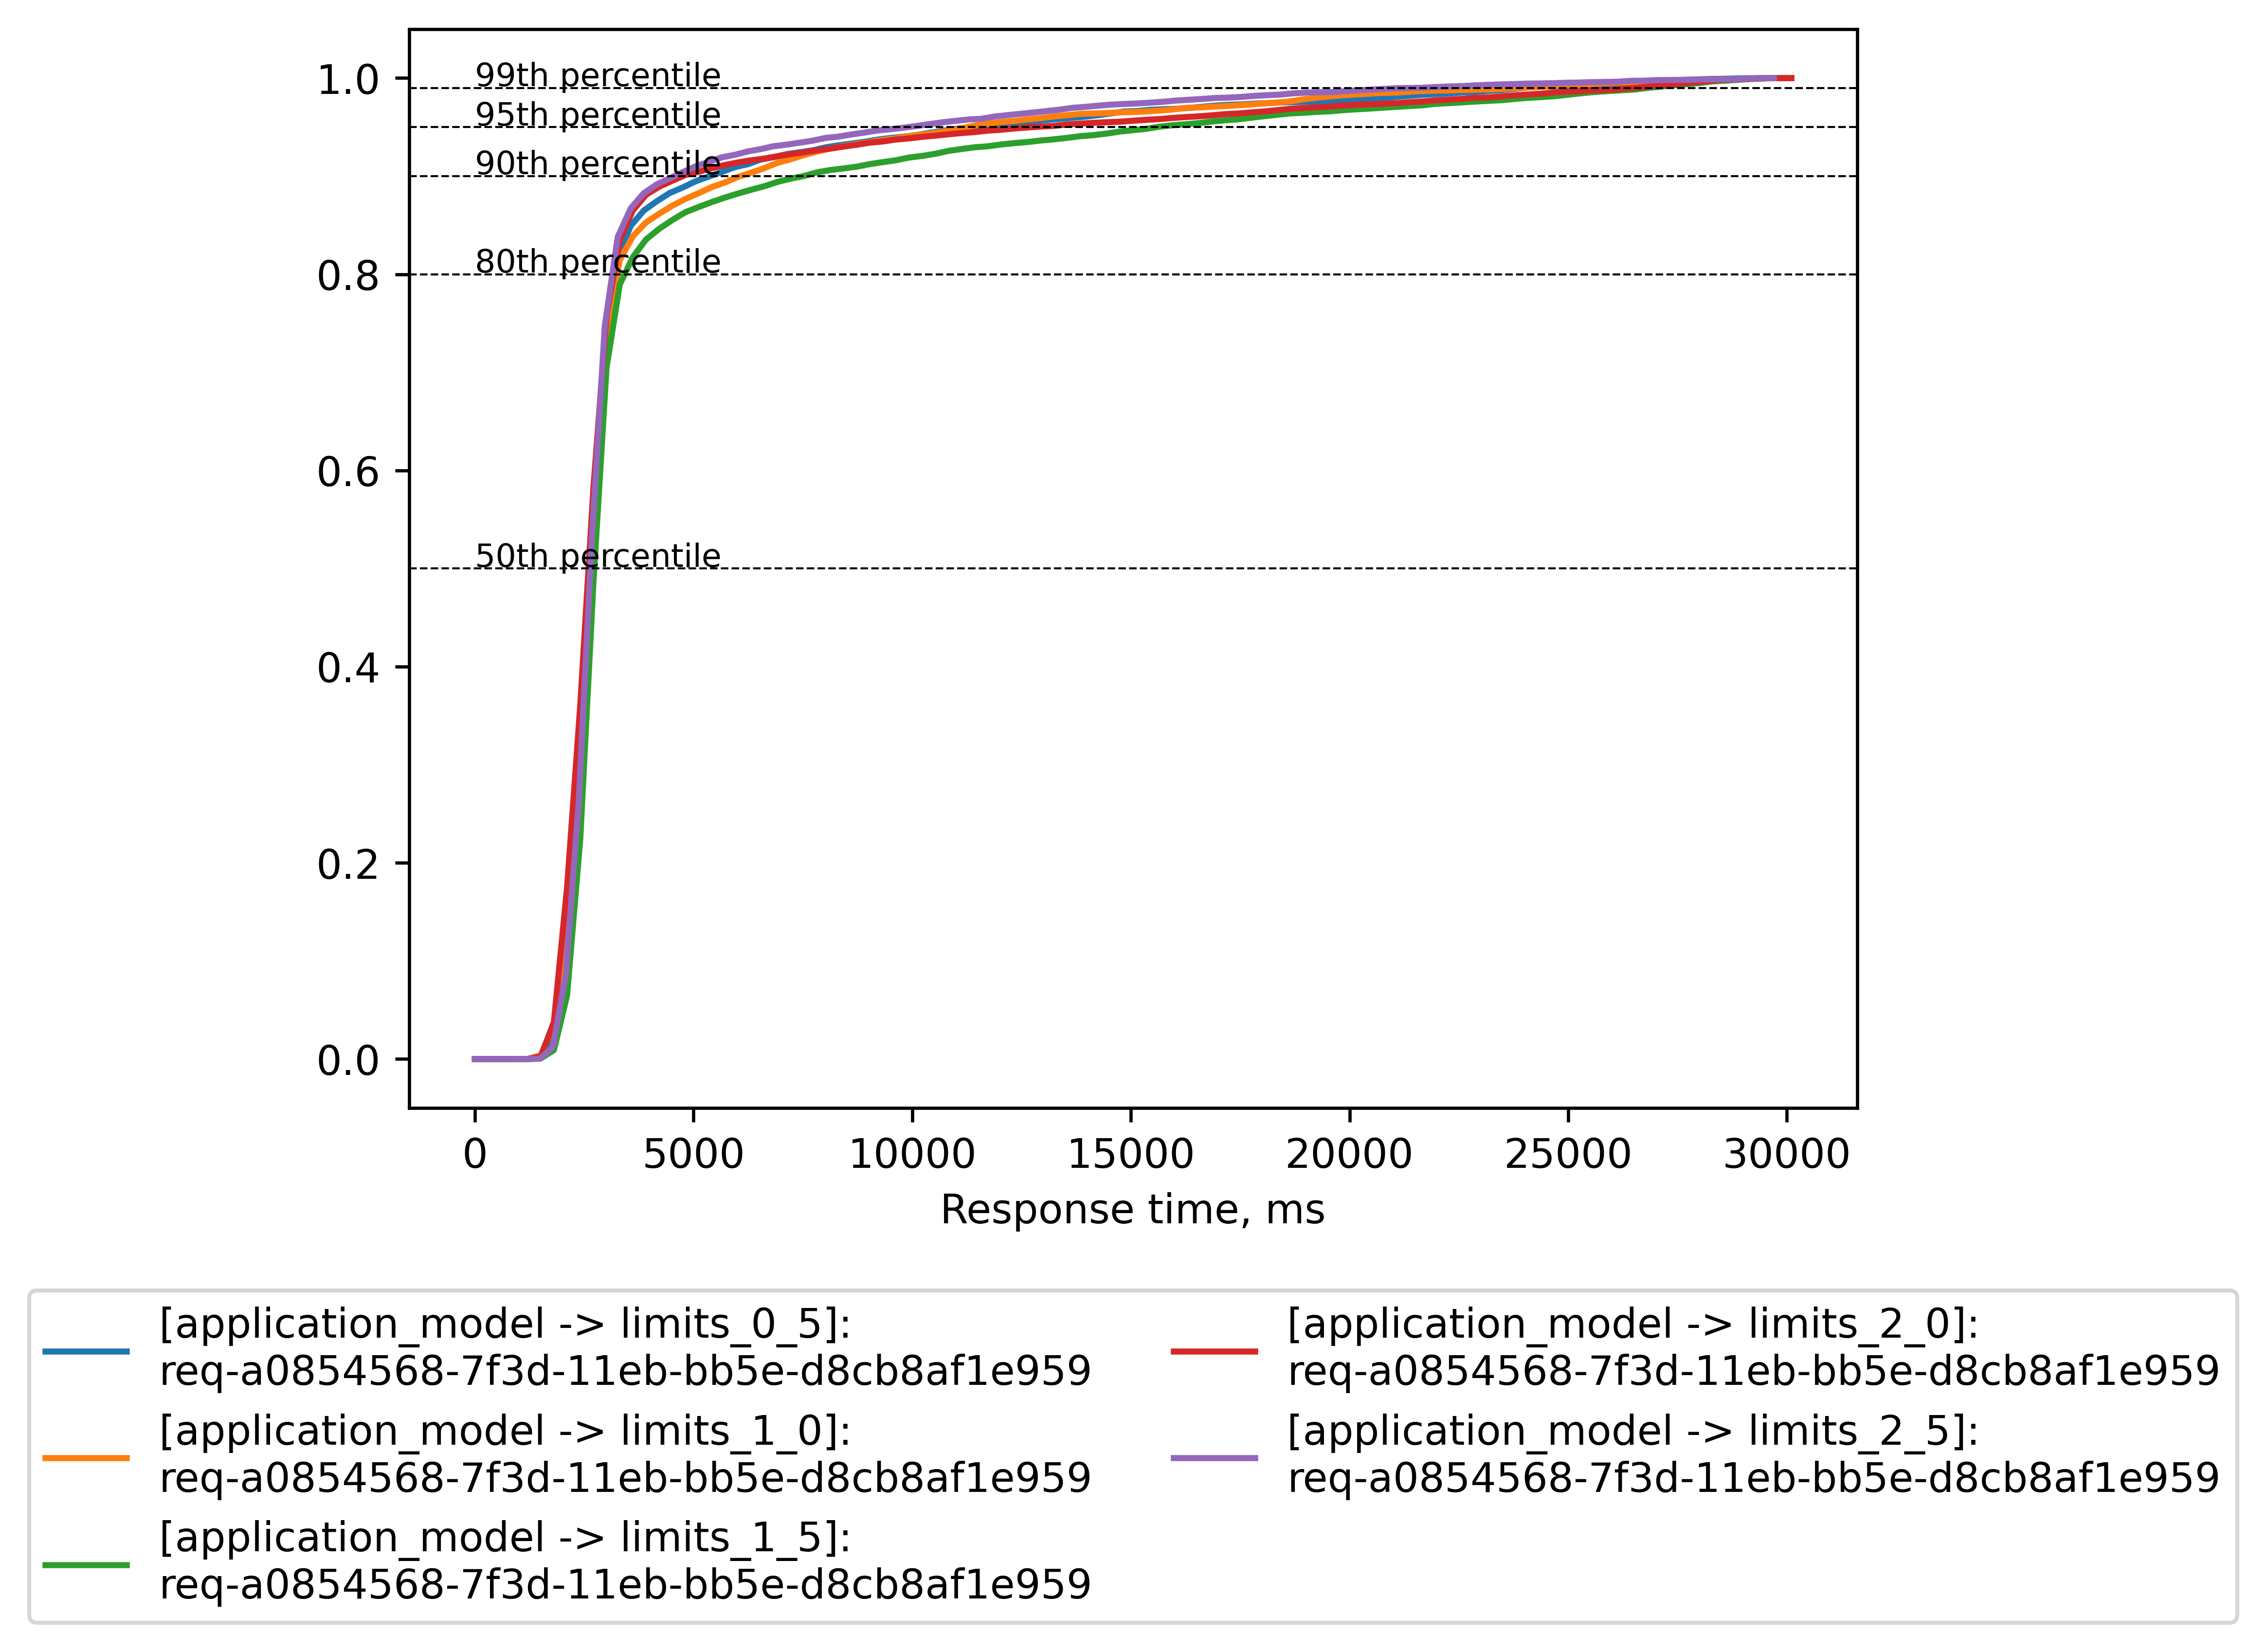 1.0
0.8
0.6
0.4
0.2
0.0
99th percentile
95th percentile
90th percentile
80th percentile
50th percentile
0 5000 10000 15000 20000 25000 30000
Response time, ms
[application_model -> limits_0_5]:
req-a0854568-7f3d-11eb-bb5e-d8cb8af1e959
[application_model -> limits_1_0]:
req-a0854568-7f3d-11eb-bb5e-d8cb8af1e959
[application_model -> limits_1_5]:
req-a0854568-7f3d-11eb-bb5e-d8cb8af1e959
[application_model -> limits_2_0]:
req-a0854568-7f3d-11eb-bb5e-d8cb8af1e959
[application_model -> limits_2_5]:
req-a0854568-7f3d-11eb-bb5e-d8cb8af1e959